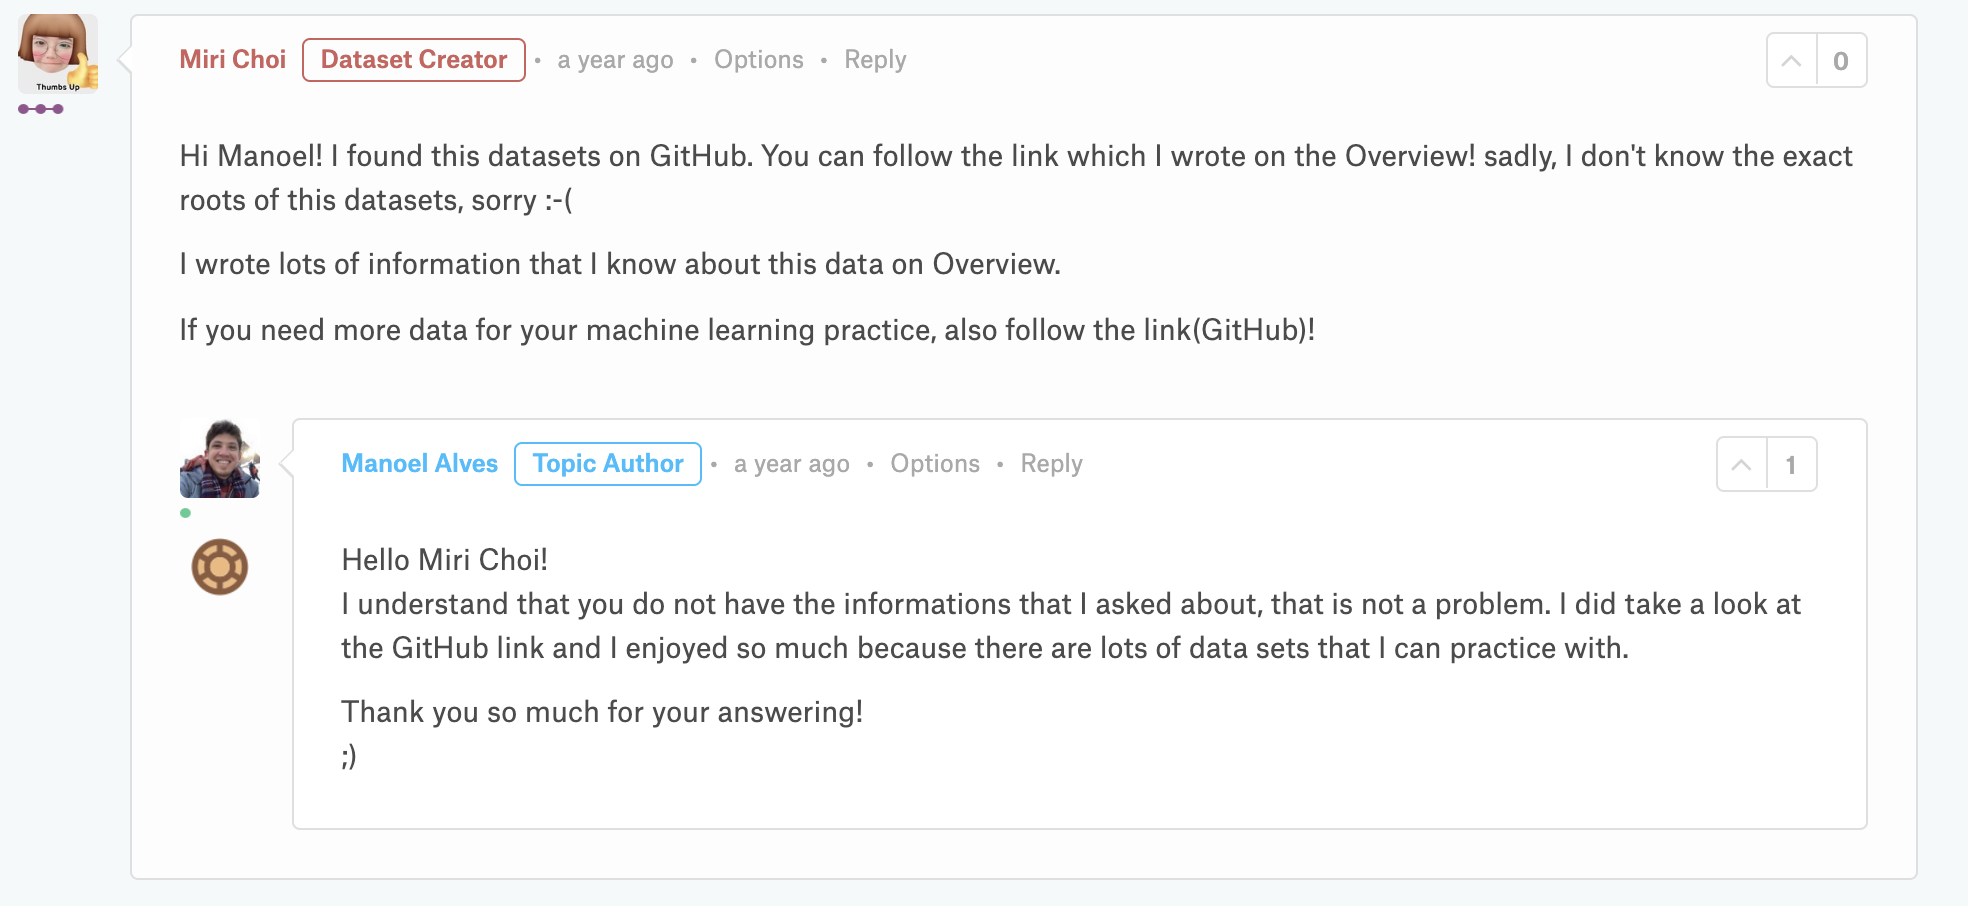 Thumbs Up
Miri Choi Dataset Creator • a year ago • Options • Reply
0
Hi Manoel! I found this datasets on GitHub. You can follow the link which I wrote on the Overview! sadly, I don't know the exact
roots of this datasets, sorry :-(
I wrote lots of information that I know about this data on Overview.
If you need more data for your machine learning practice, also follow the link(GitHub)!
Manoel Alves Topic Author • a year ago • Options • Reply
1
Hello Miri Choi!
I understand that you do not have the informations that I asked about, that is not a problem. I did take a look at
the GitHub link and I enjoyed so much because there are lots of data sets that I can practice with.
Thank you so much for your answering!
;)